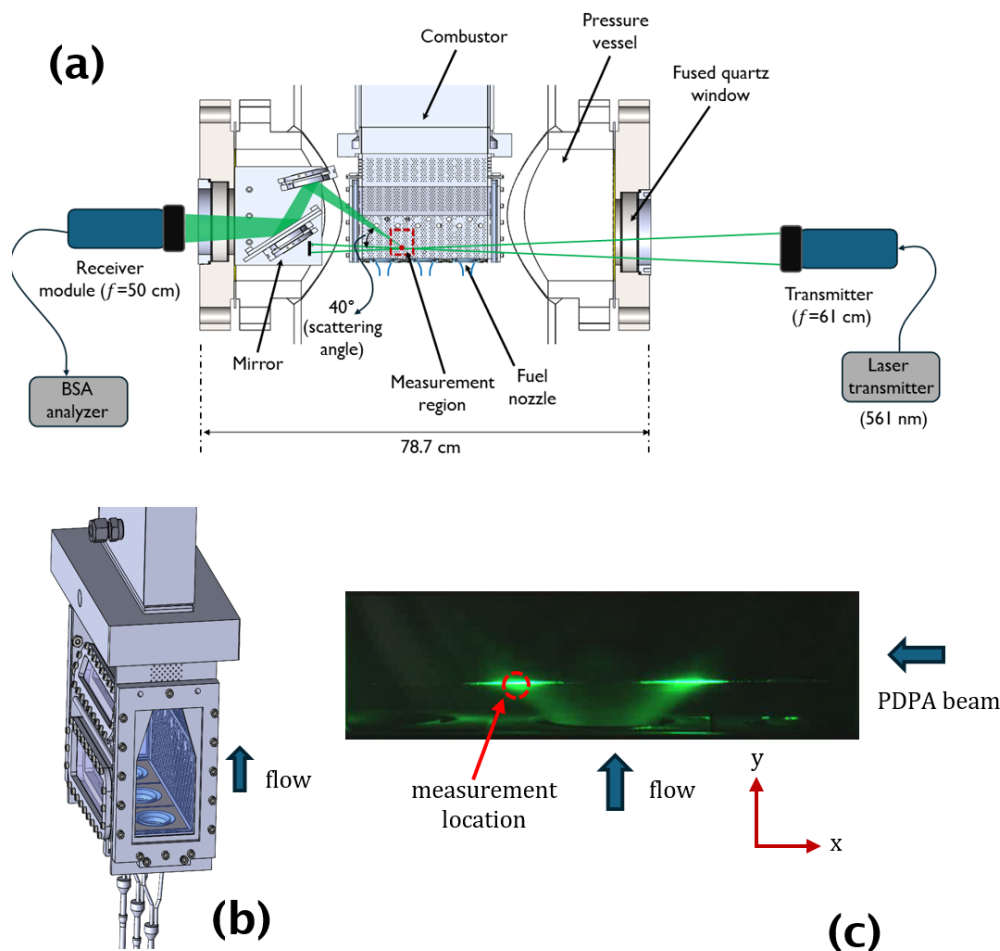 (a)
Combustor
Pressure
vessel
Fused quartz
window
Receiver
module (f=50 cm)
40°
(scattering
angle)
Mirror
Measurement
region
Fuel
nozzle
Transmitter
(f=61 cm)
BSA
analyzer
Laser
transmitter
(561 nm)
78.7 cm
flow
(b)
PDPA beam
measurement
location
flow
y
x
(c)